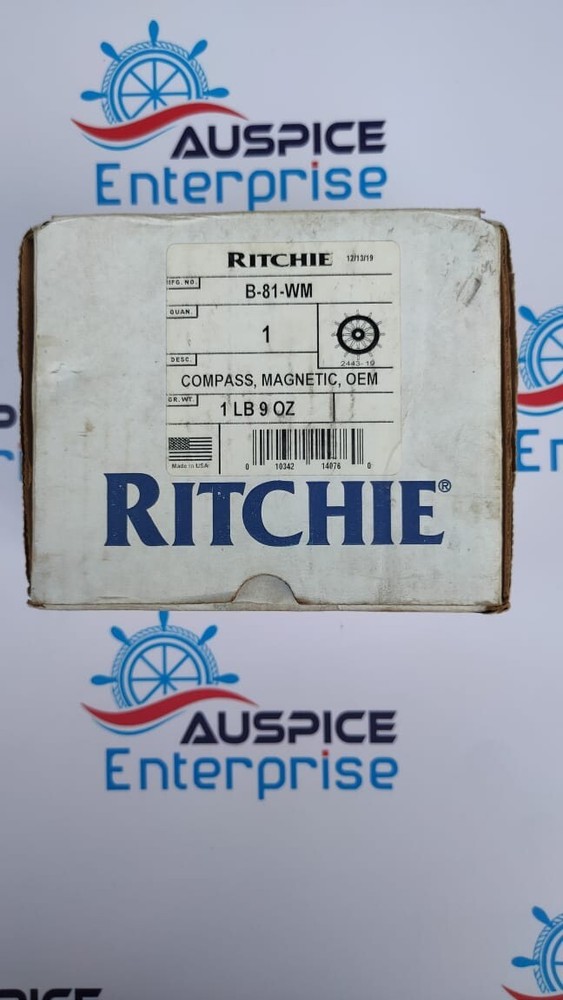 AUSPICE
Enterprise
RITCHIE 12/13/19
MFG. NO.
B-81-WM
QUAN.
1
2443-19
DESC.
COMPASS, MAGNETIC, OEM
GR. WT.
1 LB 9 OZ
Made in USA
0 10342 14076 0
RITCHIE®
E
AUSPICE
Enterprise